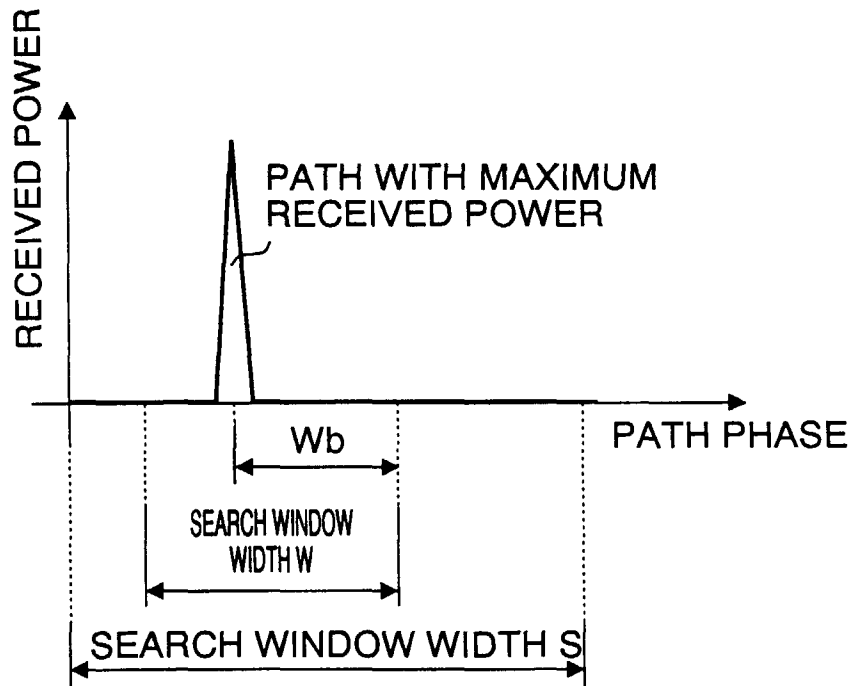 RECEIVED POWER
PATH WITH MAXIMUM
RECEIVED POWER
PATH PHASE
Wb
SEARCH WINDOW
WIDTH W
SEARCH WINDOW WIDTH S